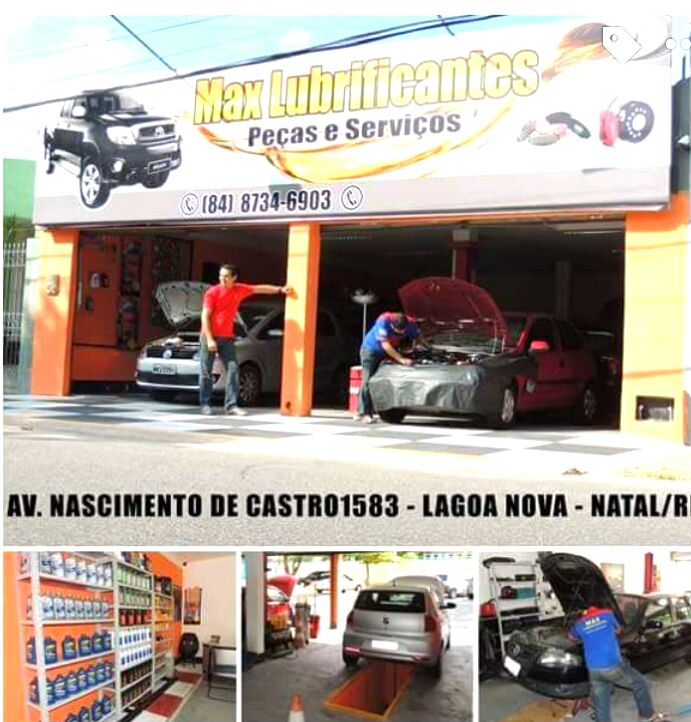 Max Lubrificantes
Peças e Serviços
(84) 8734-6903
AV. NASCIMENTO DE CASTRO1583 - LAGOA NOVA - NATAL/R
MAX